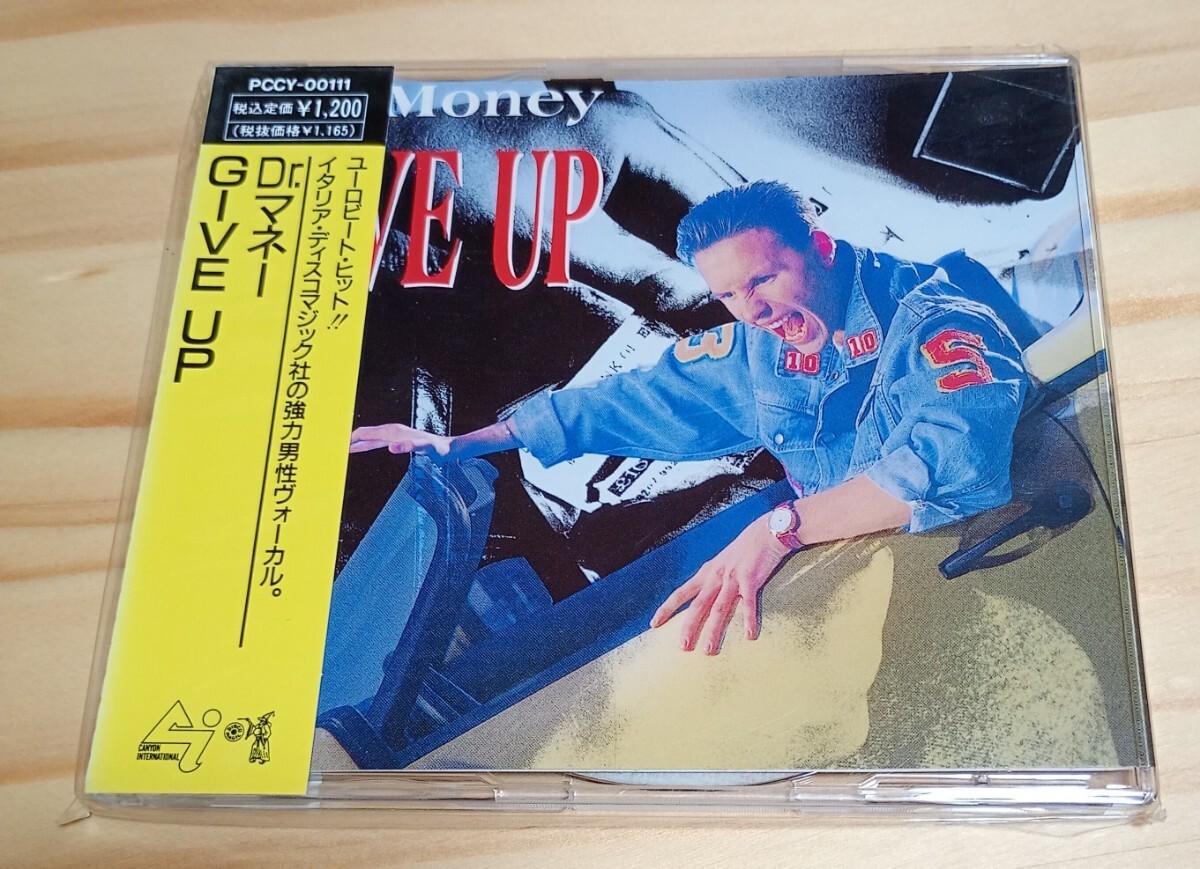 PCCY-00111
税込定価¥1,200
(税抜価格¥1,165)
ユーロビート・ヒット!!
イタリア・ディスコマジック社の強力男性ヴォーカル。
Dr.マネー
GIVE UP
CANYON
INTERNATIONAL
Money
VE UP
3
10
10
5